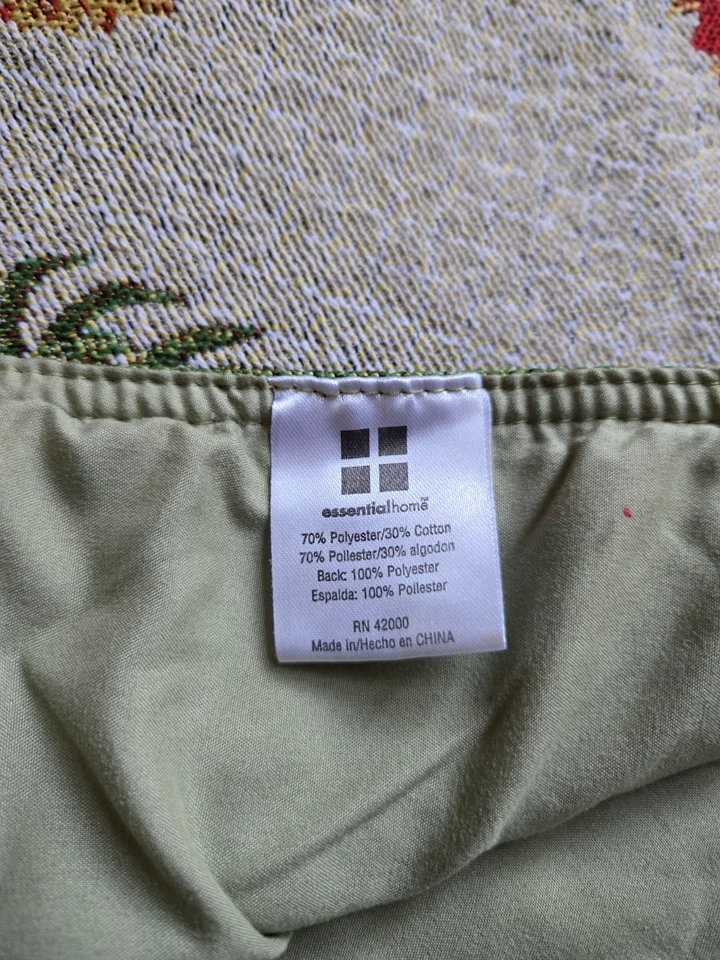 essentialhome™
70% Polyester/30% Cotton
70% Poliester/30% algodon
Back: 100% Polyester
Espalda: 100% Poliester
RN 42000
Made in/Hecho en CHINA